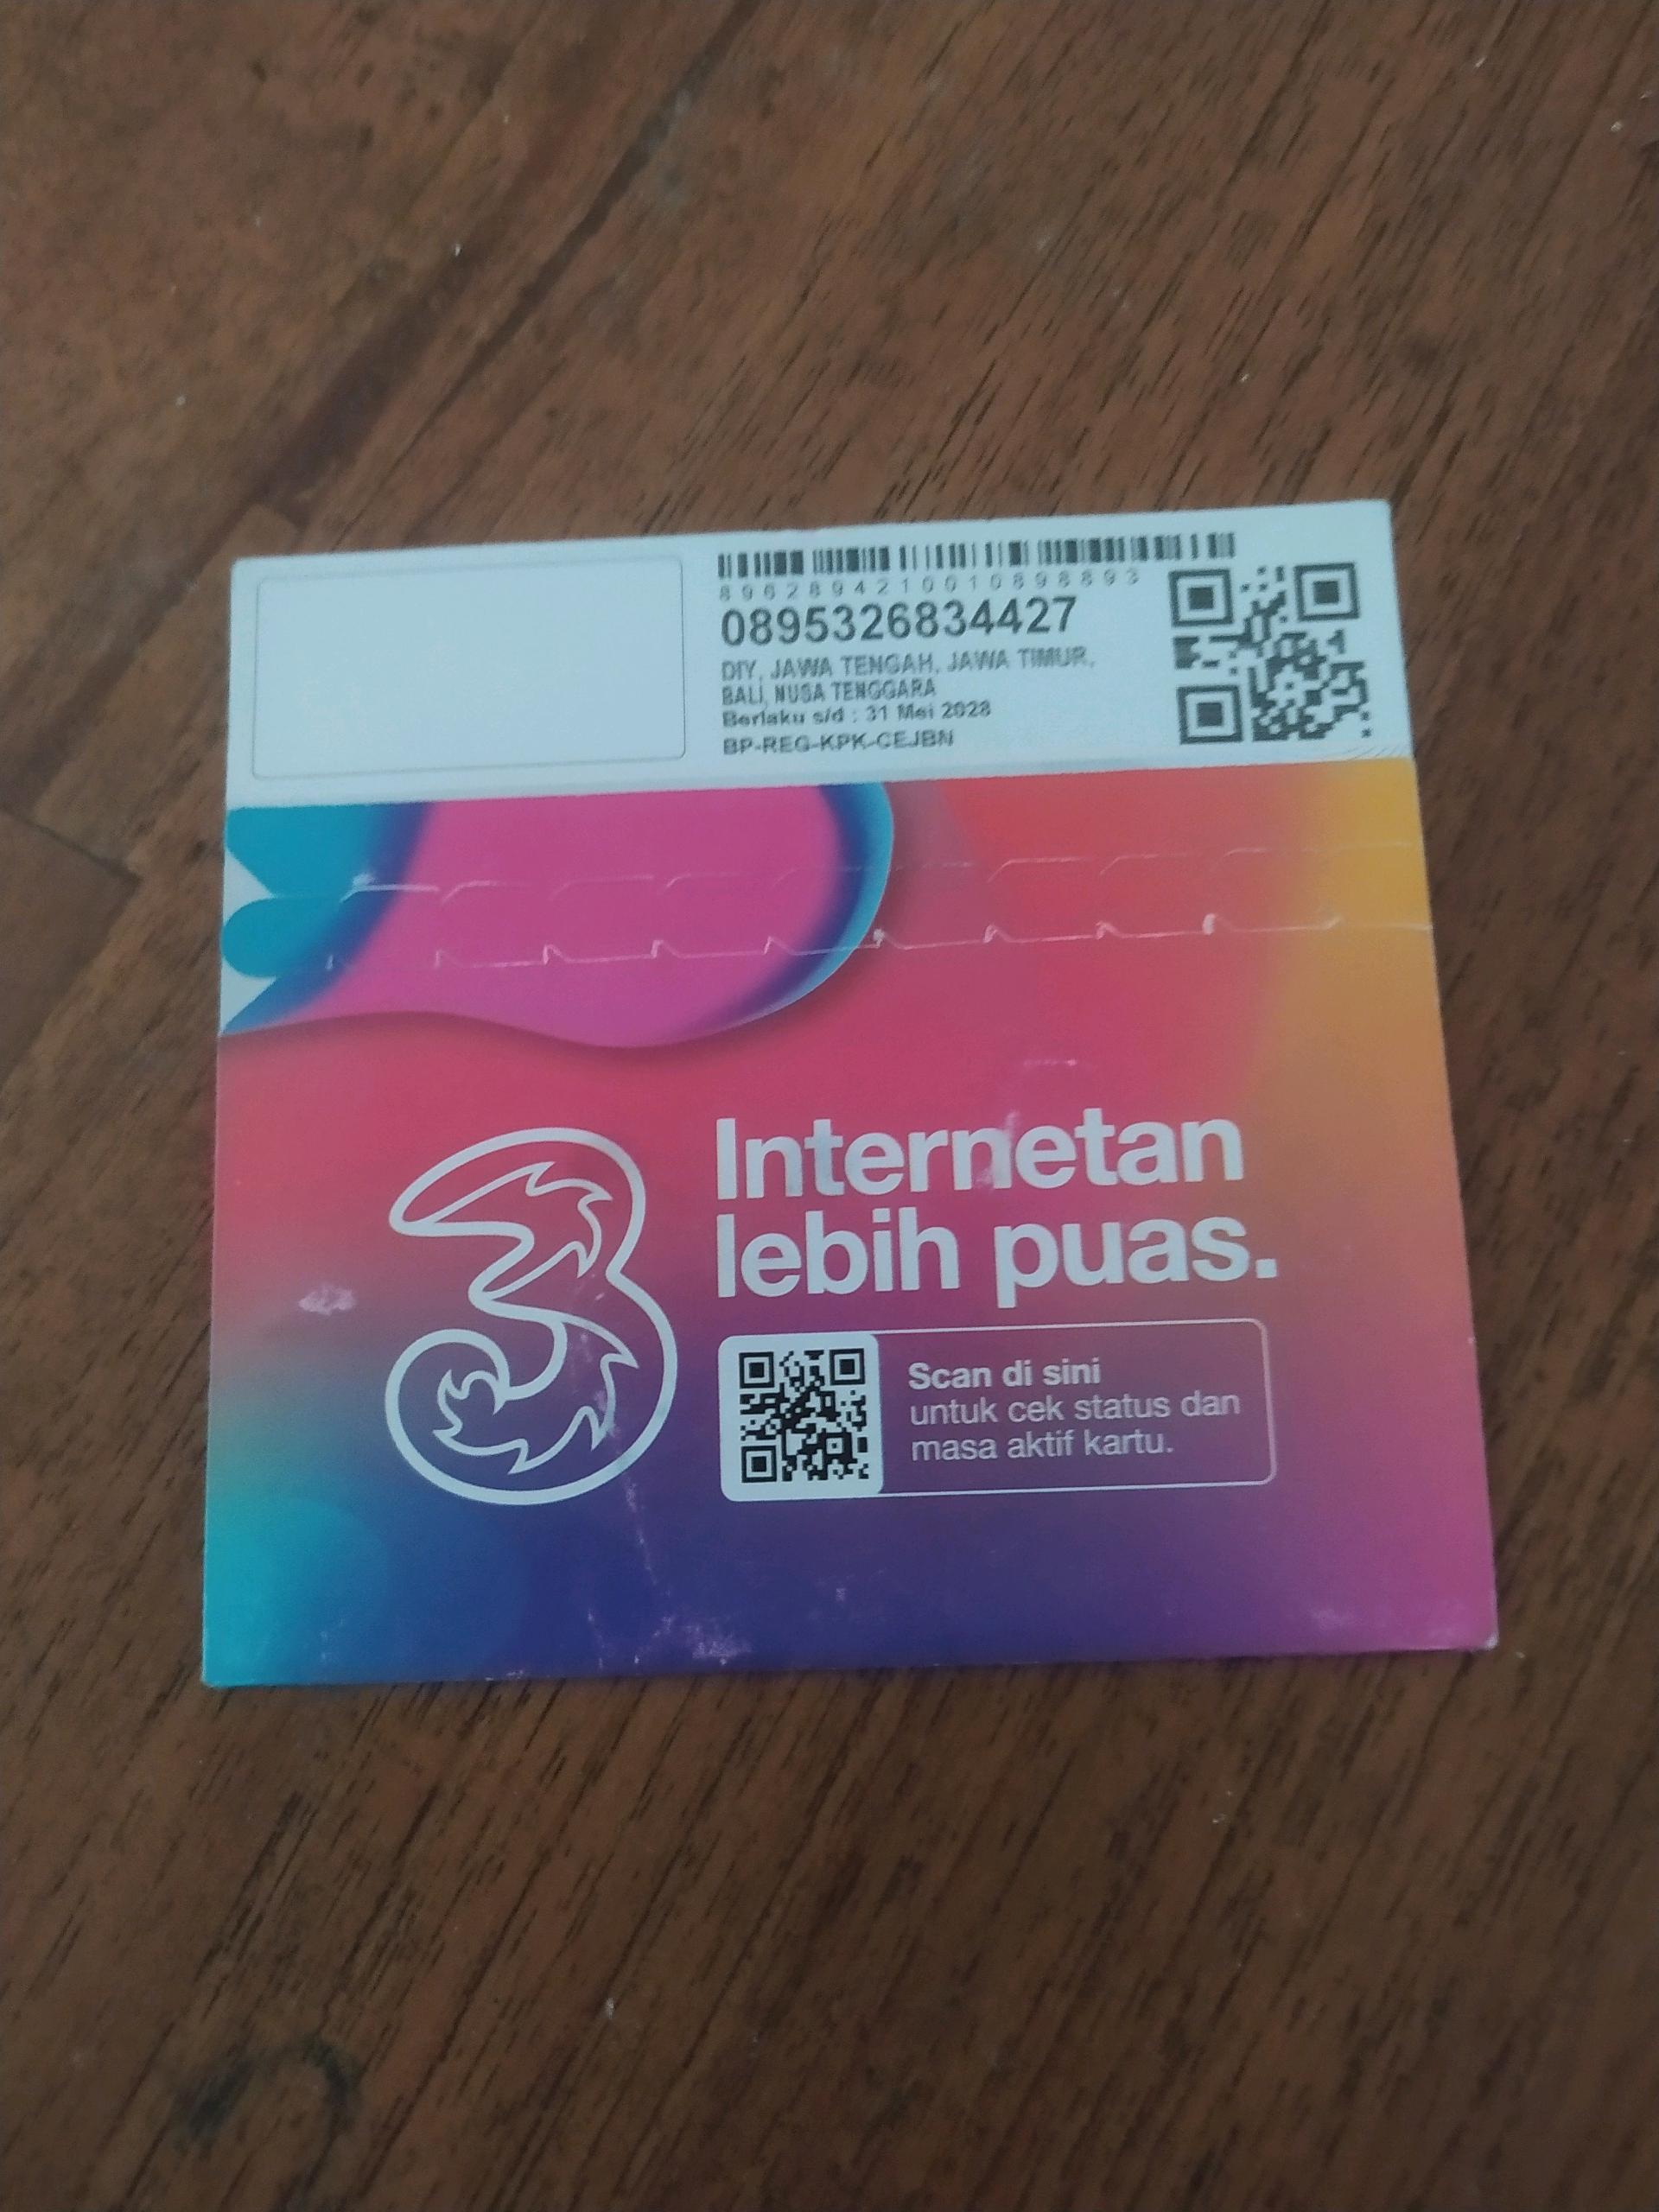 8962894210010898893
0895326834427
DIY, JAWA TENGAH, JAWA TIMUR,
BALI, NUSA TENGGARA
Berlaku s/d : 31 Mei 2028
BP-REG-KPK-CEJBN
3
Internetan
lebih puas.
Scan di sini
untuk cek status dan
masa aktif kartu.